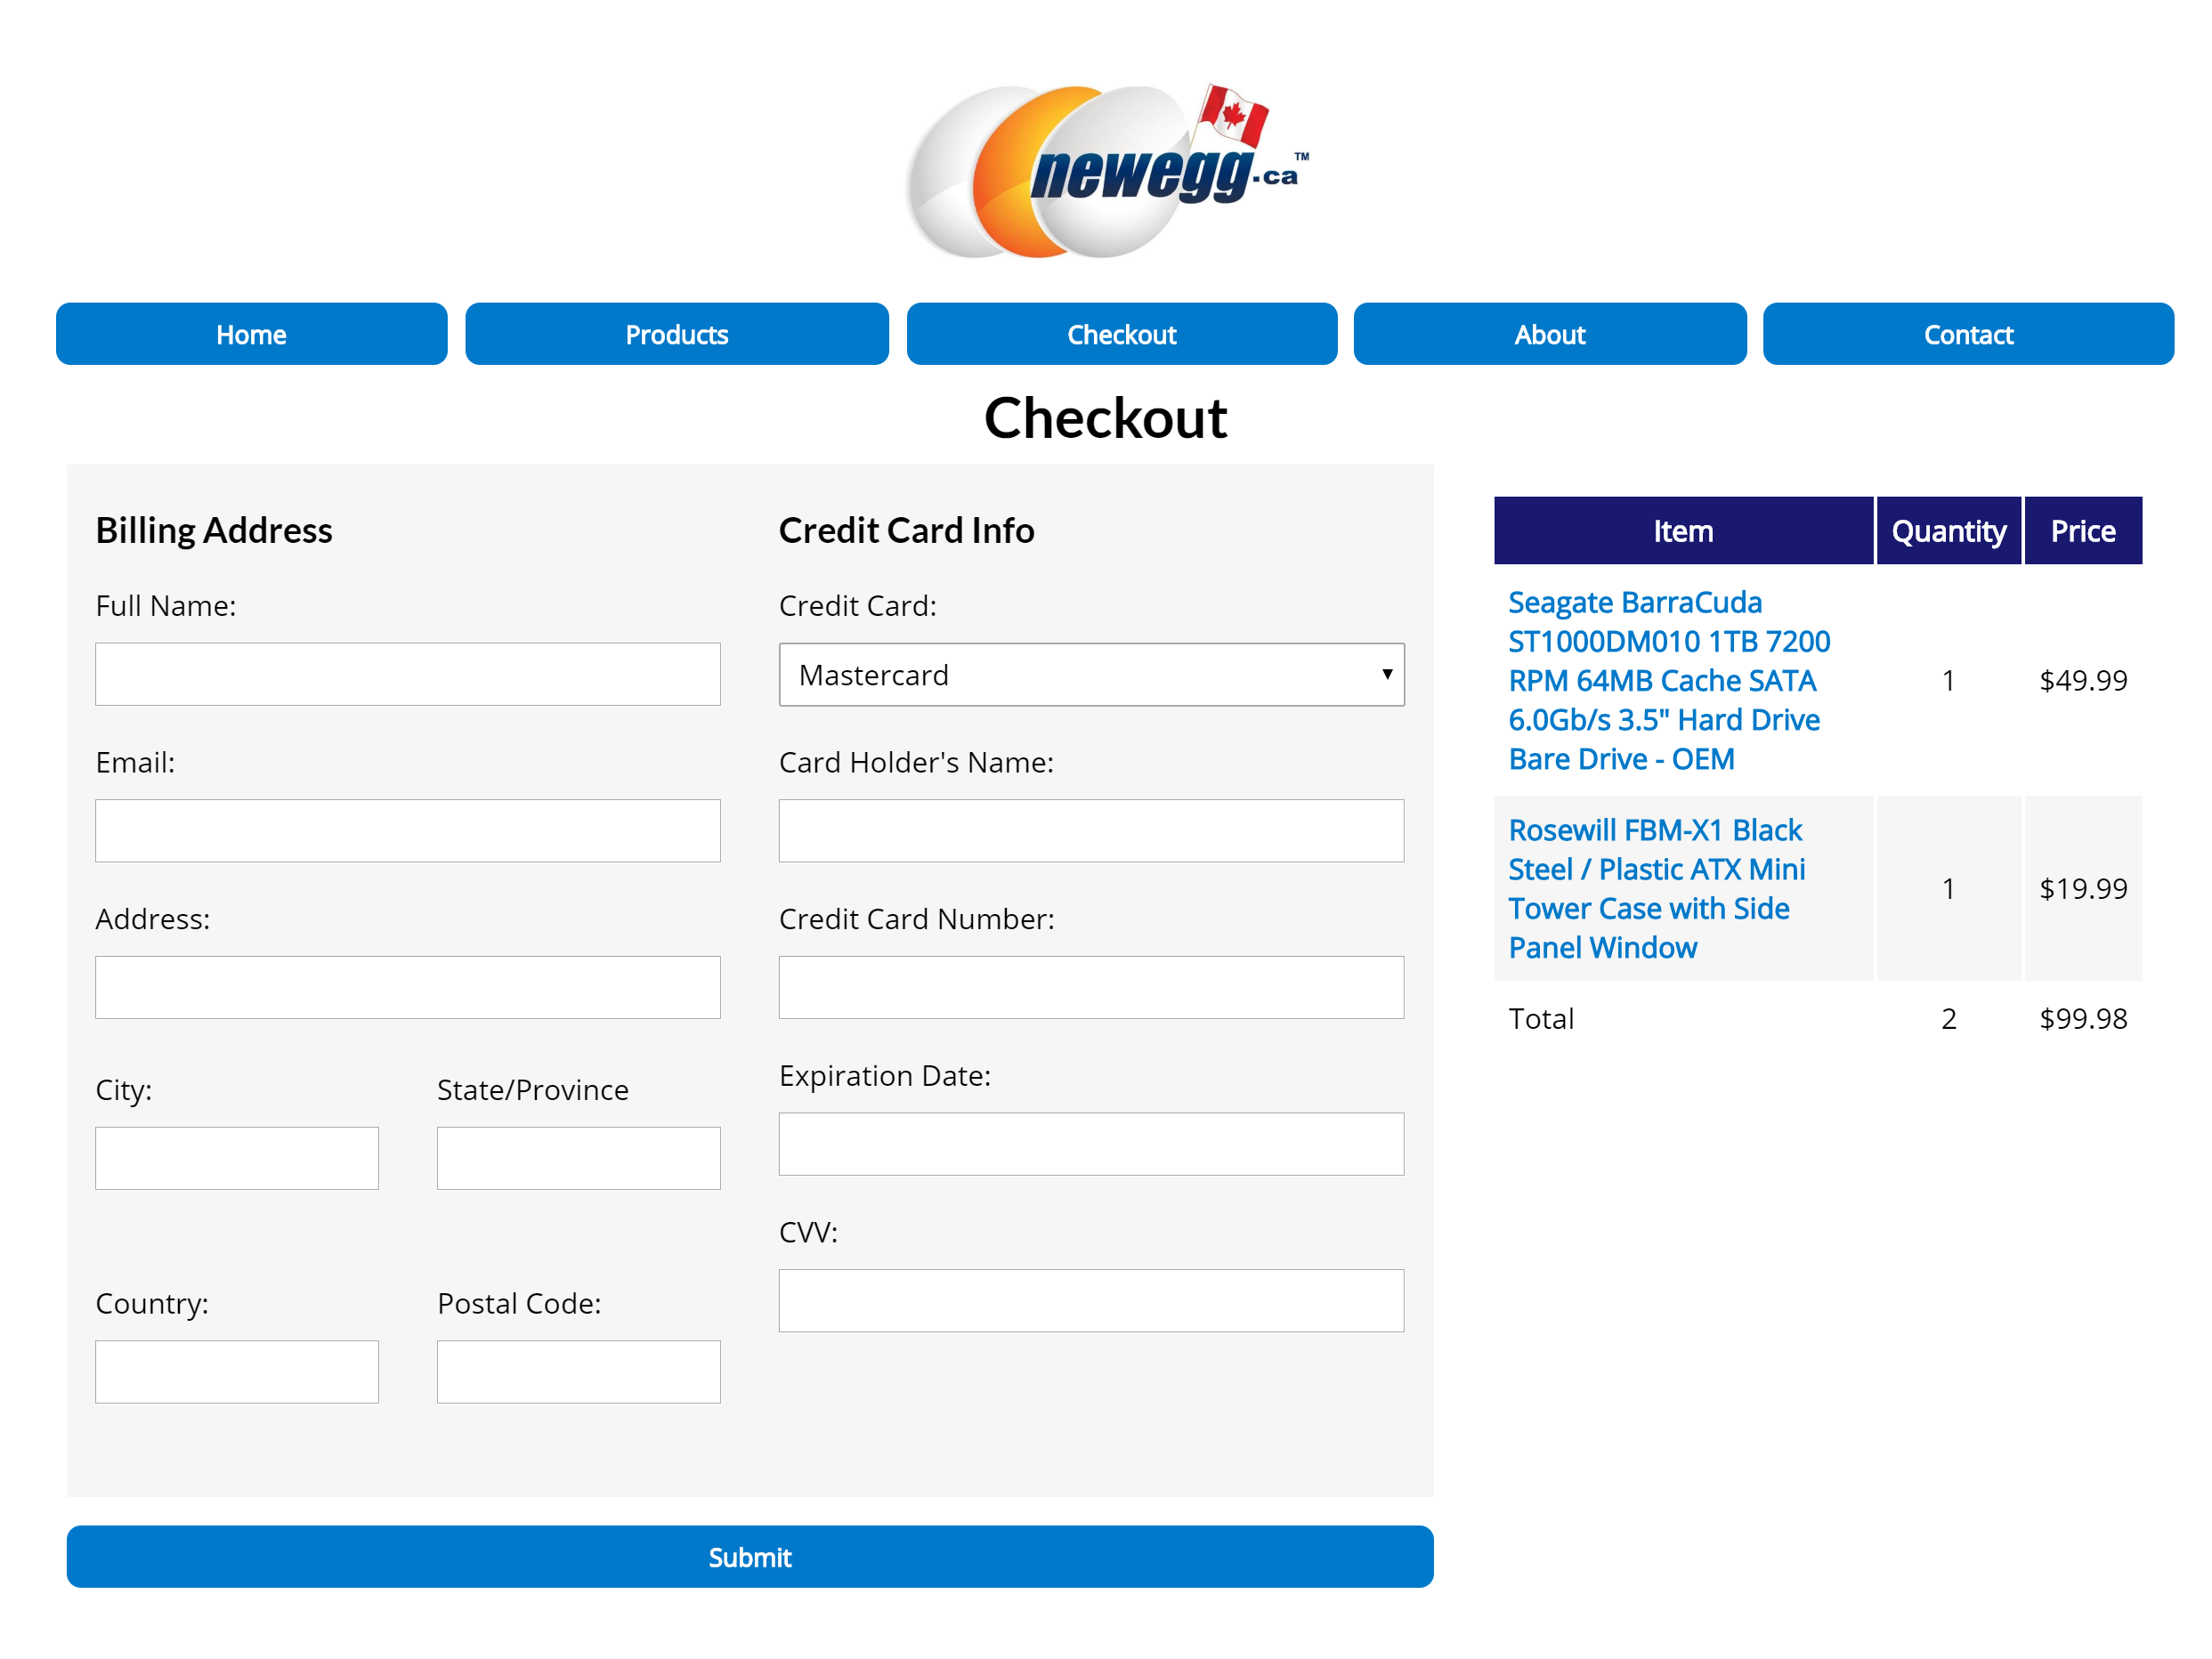 newegg.ca™
Home Products Checkout About Contact
Checkout
Billing Address
Full Name:
Email:
Address:
City: State/Province
Country: Postal Code:
Credit Card Info
Credit Card:
Mastercard
Card Holder's Name:
Credit Card Number:
Expiration Date:
CVV:
Submit
Item Quantity Price
Seagate BarraCuda
ST1000DM010 1TB 7200
RPM 64MB Cache SATA 1 $49.99
6.0Gb/s 3.5" Hard Drive
Bare Drive - OEM
Rosewill FBM-X1 Black
Steel / Plastic ATX Mini
1 $19.99
Tower Case with Side
Panel Window
Total 2 $99.98